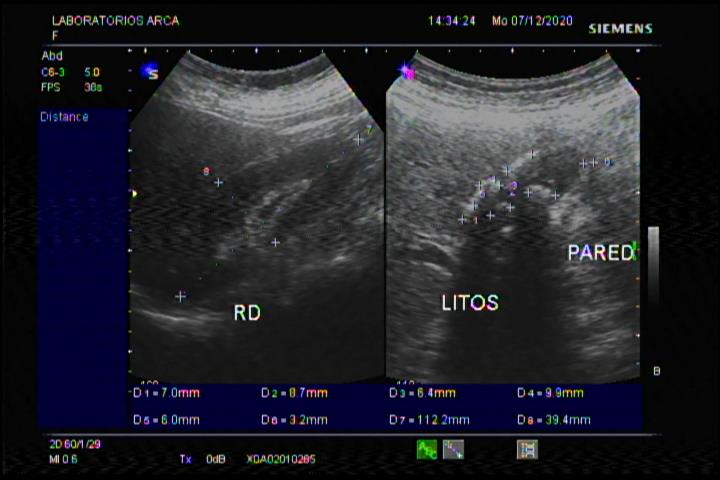 LABORATORIOS ARCA
14:34:24 Mo 07/12/2020
SIEMENS
F
Abd
C6-3 5.0
FPS 38s
Distance
S
RD
LITOS
PARED
B
D1=7.0mm D2=8.7mm D3=6.4mm D4=9.9mm
D5=6.0mm D6=3.2mm D7=112.2mm D8=39.4mm
2D 60/1/29
MI 0.6 Tx 0dB XDA02010285